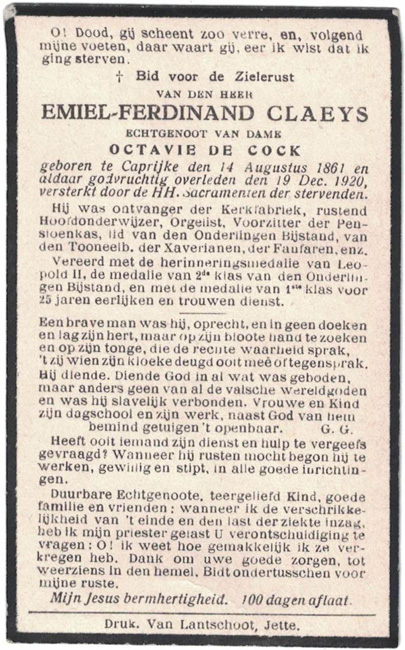 O! Dood, gij scheent zoo verre, en, volgend
mijne voeten, daar waart gij, eer ik wist dat ik
ging sterven.
† Bid voor de Zielerust
VAN DEN HEER
EMIEL-FERDINAND CLAEYS
ECHTGENOOT VAN DAME
OCTAVIE DE COCK
geboren te Caprijke den 14 Augustus 1861 en
aldaar godvruchtig overleden den 19 Dec. 1920,
versterkt door de HH. Sacramenten der stervenden.
Hij was ontvanger der Kerkfabriek, rustend
Hoofdonderwijzer, Orgeist, Voorzitter der Pen-
sioenkas, lid van den Onderlingen Bijstand, van
den Tooneelb. der Xaverianen, der Fanfaren, enz.
Vereerd met de herinneringsmedalie van Leo-
pold II, de medalie van 2de klas van den Onderlin-
gen Bijstand, en met de medalie van 1ste klas voor
25 jaren eerlijken en trouwen dienst.
Een brave man was hij, oprecht, en in geen doeken
en lag zijn hert, maar op zijn bloote hand te zoeken
en op zijn tonge, die de rechte waarheid sprak,
't zij wien zijn kloeke deugd ooit meê of tegensprak.
Hij diende. Diende God in al wat was geboden,
maar anders geen van al de valsche wereldgoden
en was hij slavelijk verbonden. Vrouwe en Kind
zijn dagschool en zijn werk, naast God van hem
bemind getuigen 't openbaar. G. G.
Heeft ooit iemand zijn dienst en hulp te vergeefs
gevraagd? Wanneer hij rusten mocht begon hij te
werken, gewillig en stipt, in alle goede inrichtin-
gen.
Duurbare Echtgenoote, teergeliefd Kind, goede
familie en vrienden: wanneer ik de verschrikke-
lijkheid van 't einde en den last der ziekte inzag,
heb ik mijn priester gelast U verontschuldiging te
vragen: O! ik weet hoe gemakkelijk ik ze ver-
kregen heb. Dank om uwe goede zorgen, tot
weerziens in den hemel. Bidt ondertusschen voor
mijne ruste.
Mijn Jesus bermhertigheid. 100 dagen aflaat.
Druk. Van Lantschoot, Jette.